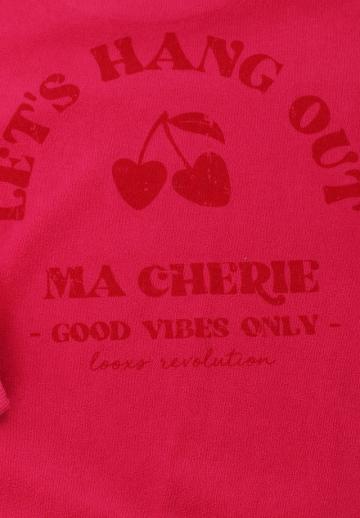 LET'S HANG OUT
MA CHERIE
- GOOD VIBES ONLY -
looxs revolution